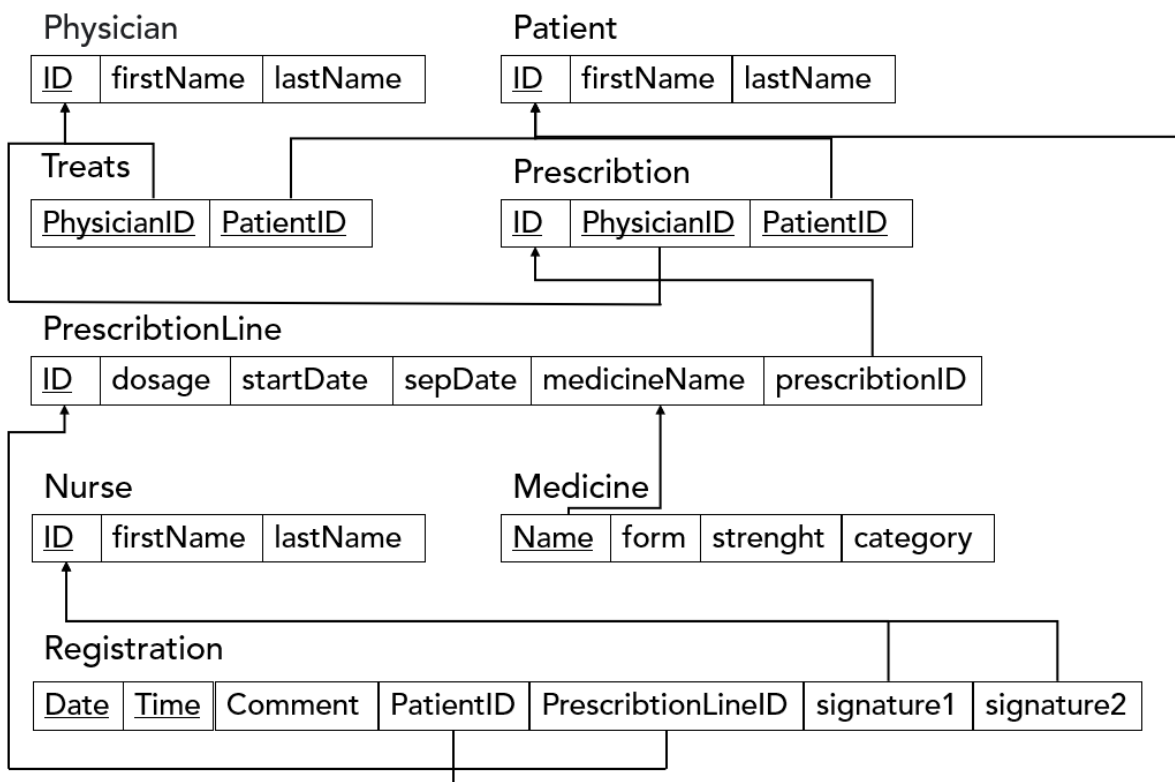 Physician Patient
ID firstName lastName ID firstName lastName
Treats Prescribtion
PhysicianID PatientID ID PhysicianID PatientID
PrescribtionLine
ID dosage startDate sepDate medicineName prescribtionID
Nurse Medicine
ID firstName lastName Name form strenght category
Registration
Date Time Comment PatientID PrescribtionLineID signature1 signature2